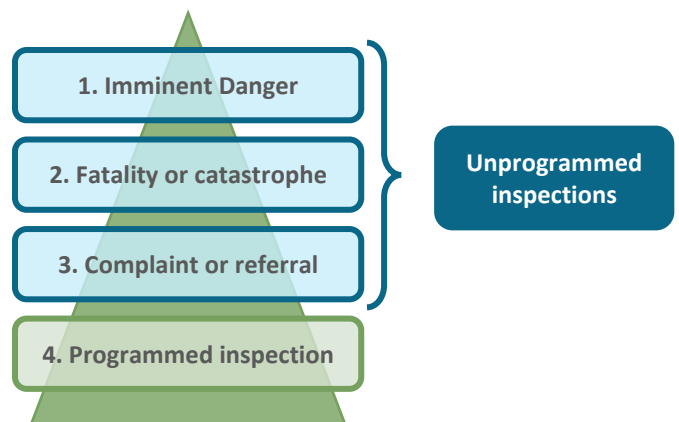 1. Imminent Danger
2. Fatality or catastrophe
3. Complaint or referral
4. Programmed inspection
Unprogrammed
inspections